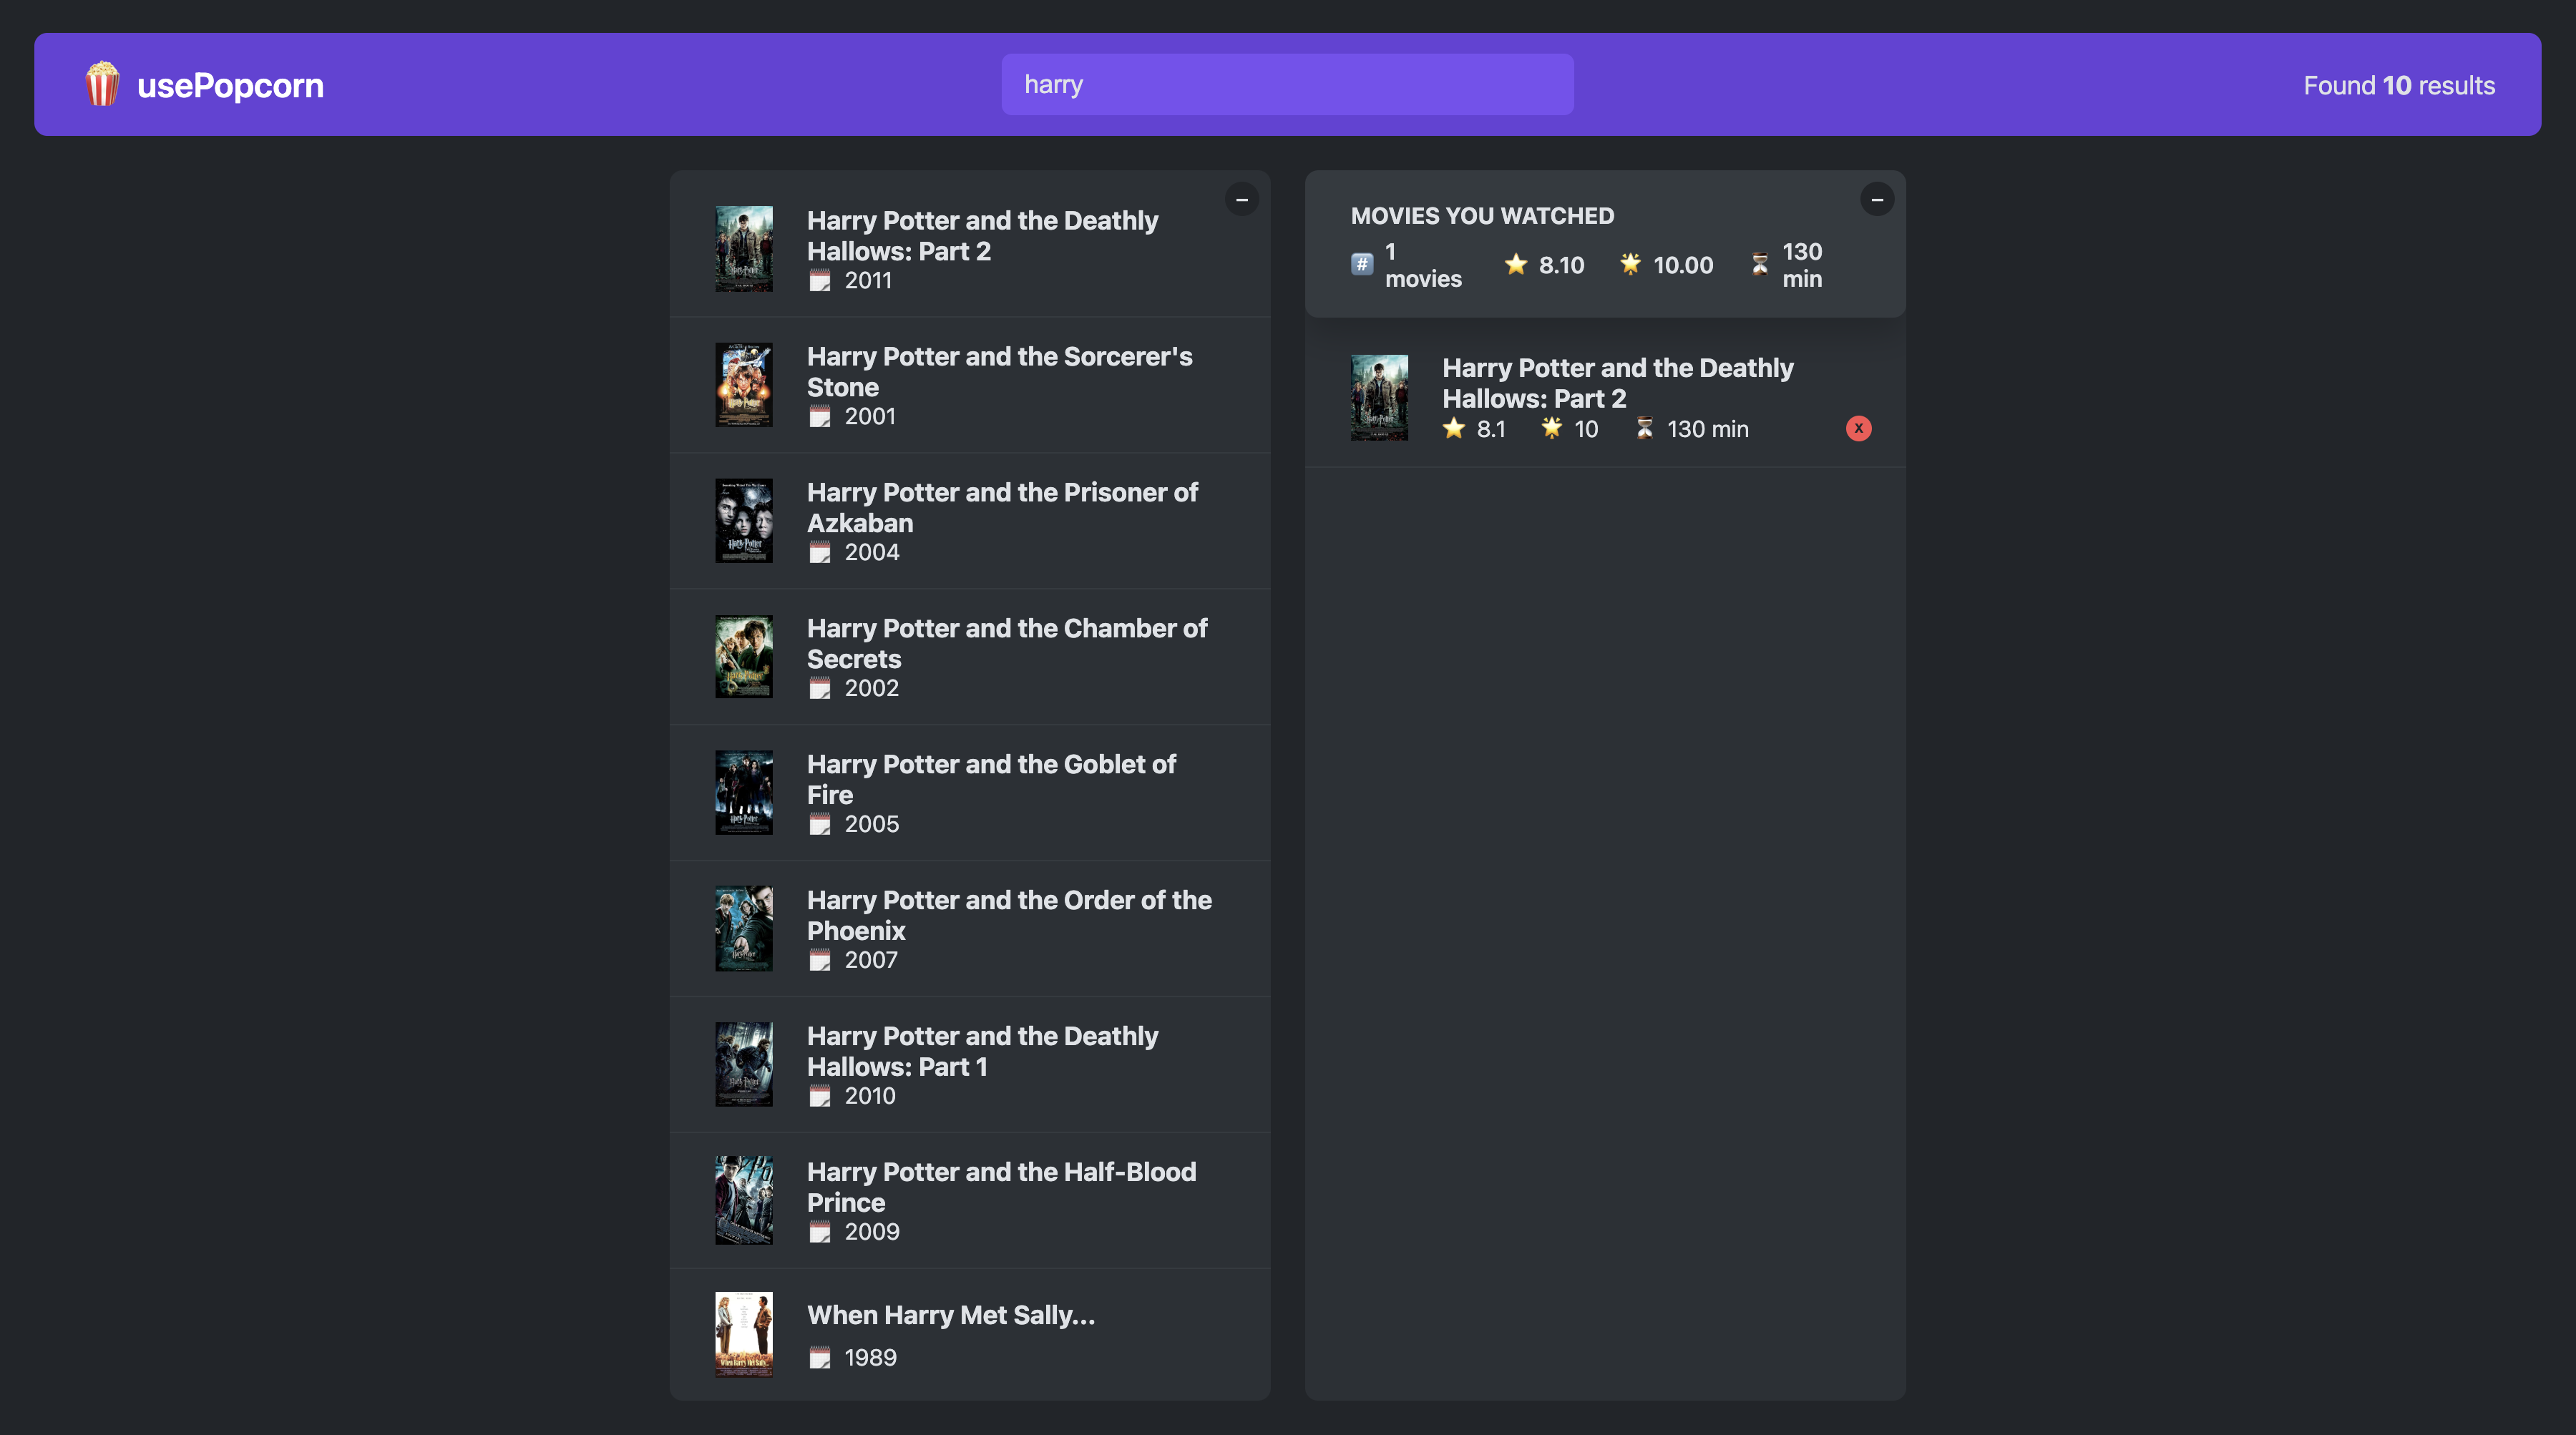 usePopcorn
harry
Found 10 results
–
Harry Potter and the Deathly
Hallows: Part 2
2011
Harry Potter and the Sorcerer's
Stone
2001
Harry Potter and the Prisoner of
Azkaban
2004
Harry Potter and the Chamber of
Secrets
2002
Harry Potter and the Goblet of
Fire
2005
Harry Potter and the Order of the
Phoenix
2007
Harry Potter and the Deathly
Hallows: Part 1
2010
Harry Potter and the Half-Blood
Prince
2009
When Harry Met Sally...
1989
–
MOVIES YOU WATCHED
#️⃣ 1
movies
⭐️ 8.10
🌟 10.00
⏳ 130
min
Harry Potter and the Deathly
Hallows: Part 2
⭐️ 8.1 🌟 10 ⏳ 130 min
X